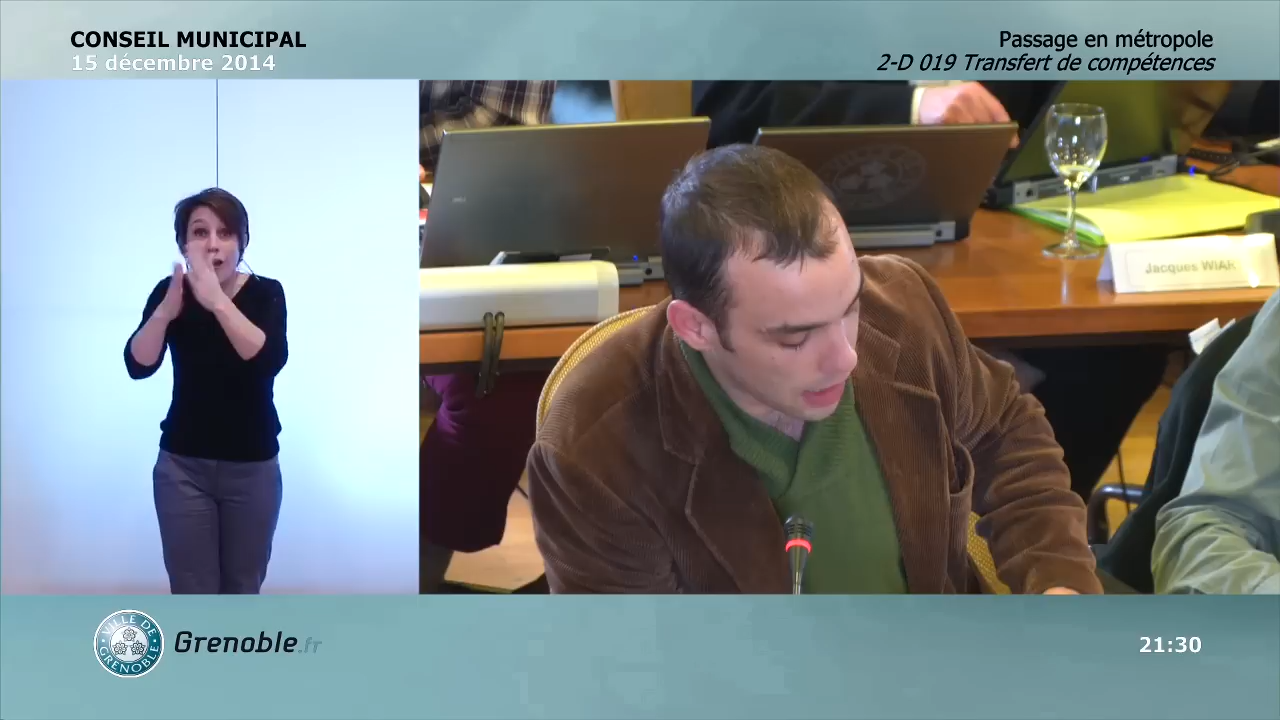 CONSEIL MUNICIPAL
15 décembre 2014
Passage en métropole
2-D 019 Transfert de compétences
Jacques WIAR
VILLE DE GRENOBLE
Grenoble.fr
21:30